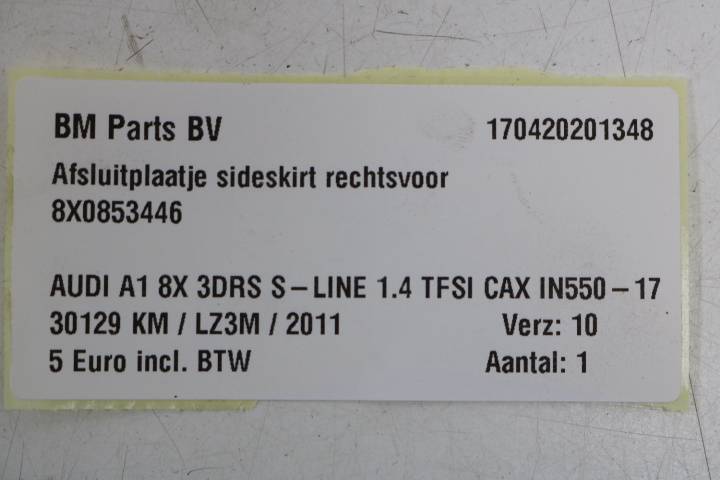 BM Parts BV 170420201348
Afsluitplaatje sideskirt rechtsvoor
8X0853446
AUDI A1 8X 3DRS S-LINE 1.4 TFSI CAX IN550-17
30129 KM / LZ3M / 2011 Verz: 10
5 Euro incl. BTW Aantal: 1